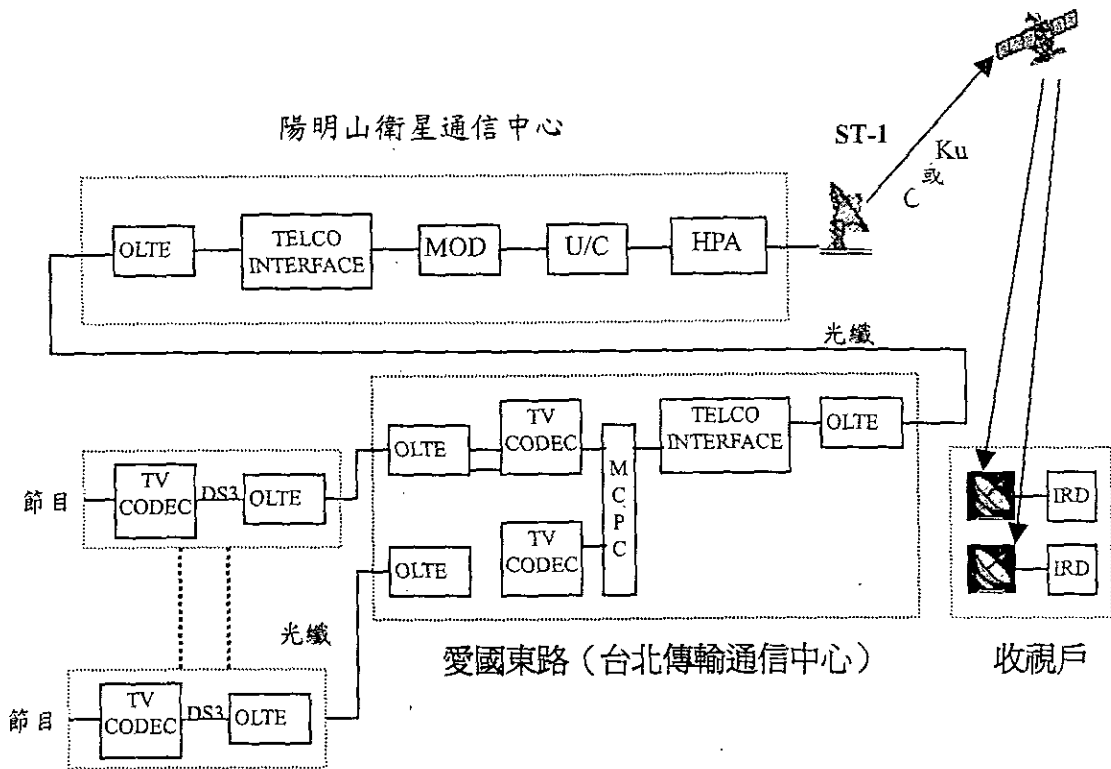 陽明山衛星通信中心
ST-1
C 或 Ku
OLTE
TELCO
INTERFACE
MOD
U/C
HPA
光纖
OLTE
TV
CODEC
MCPC
TELCO
INTERFACE
OLTE
OLTE
TV
CODEC
節目
TV
CODEC
DS3
OLTE
IRD
IRD
光纖
愛國東路（台北傳輸通信中心）
收視戶
節目
TV
CODEC
DS3
OLTE